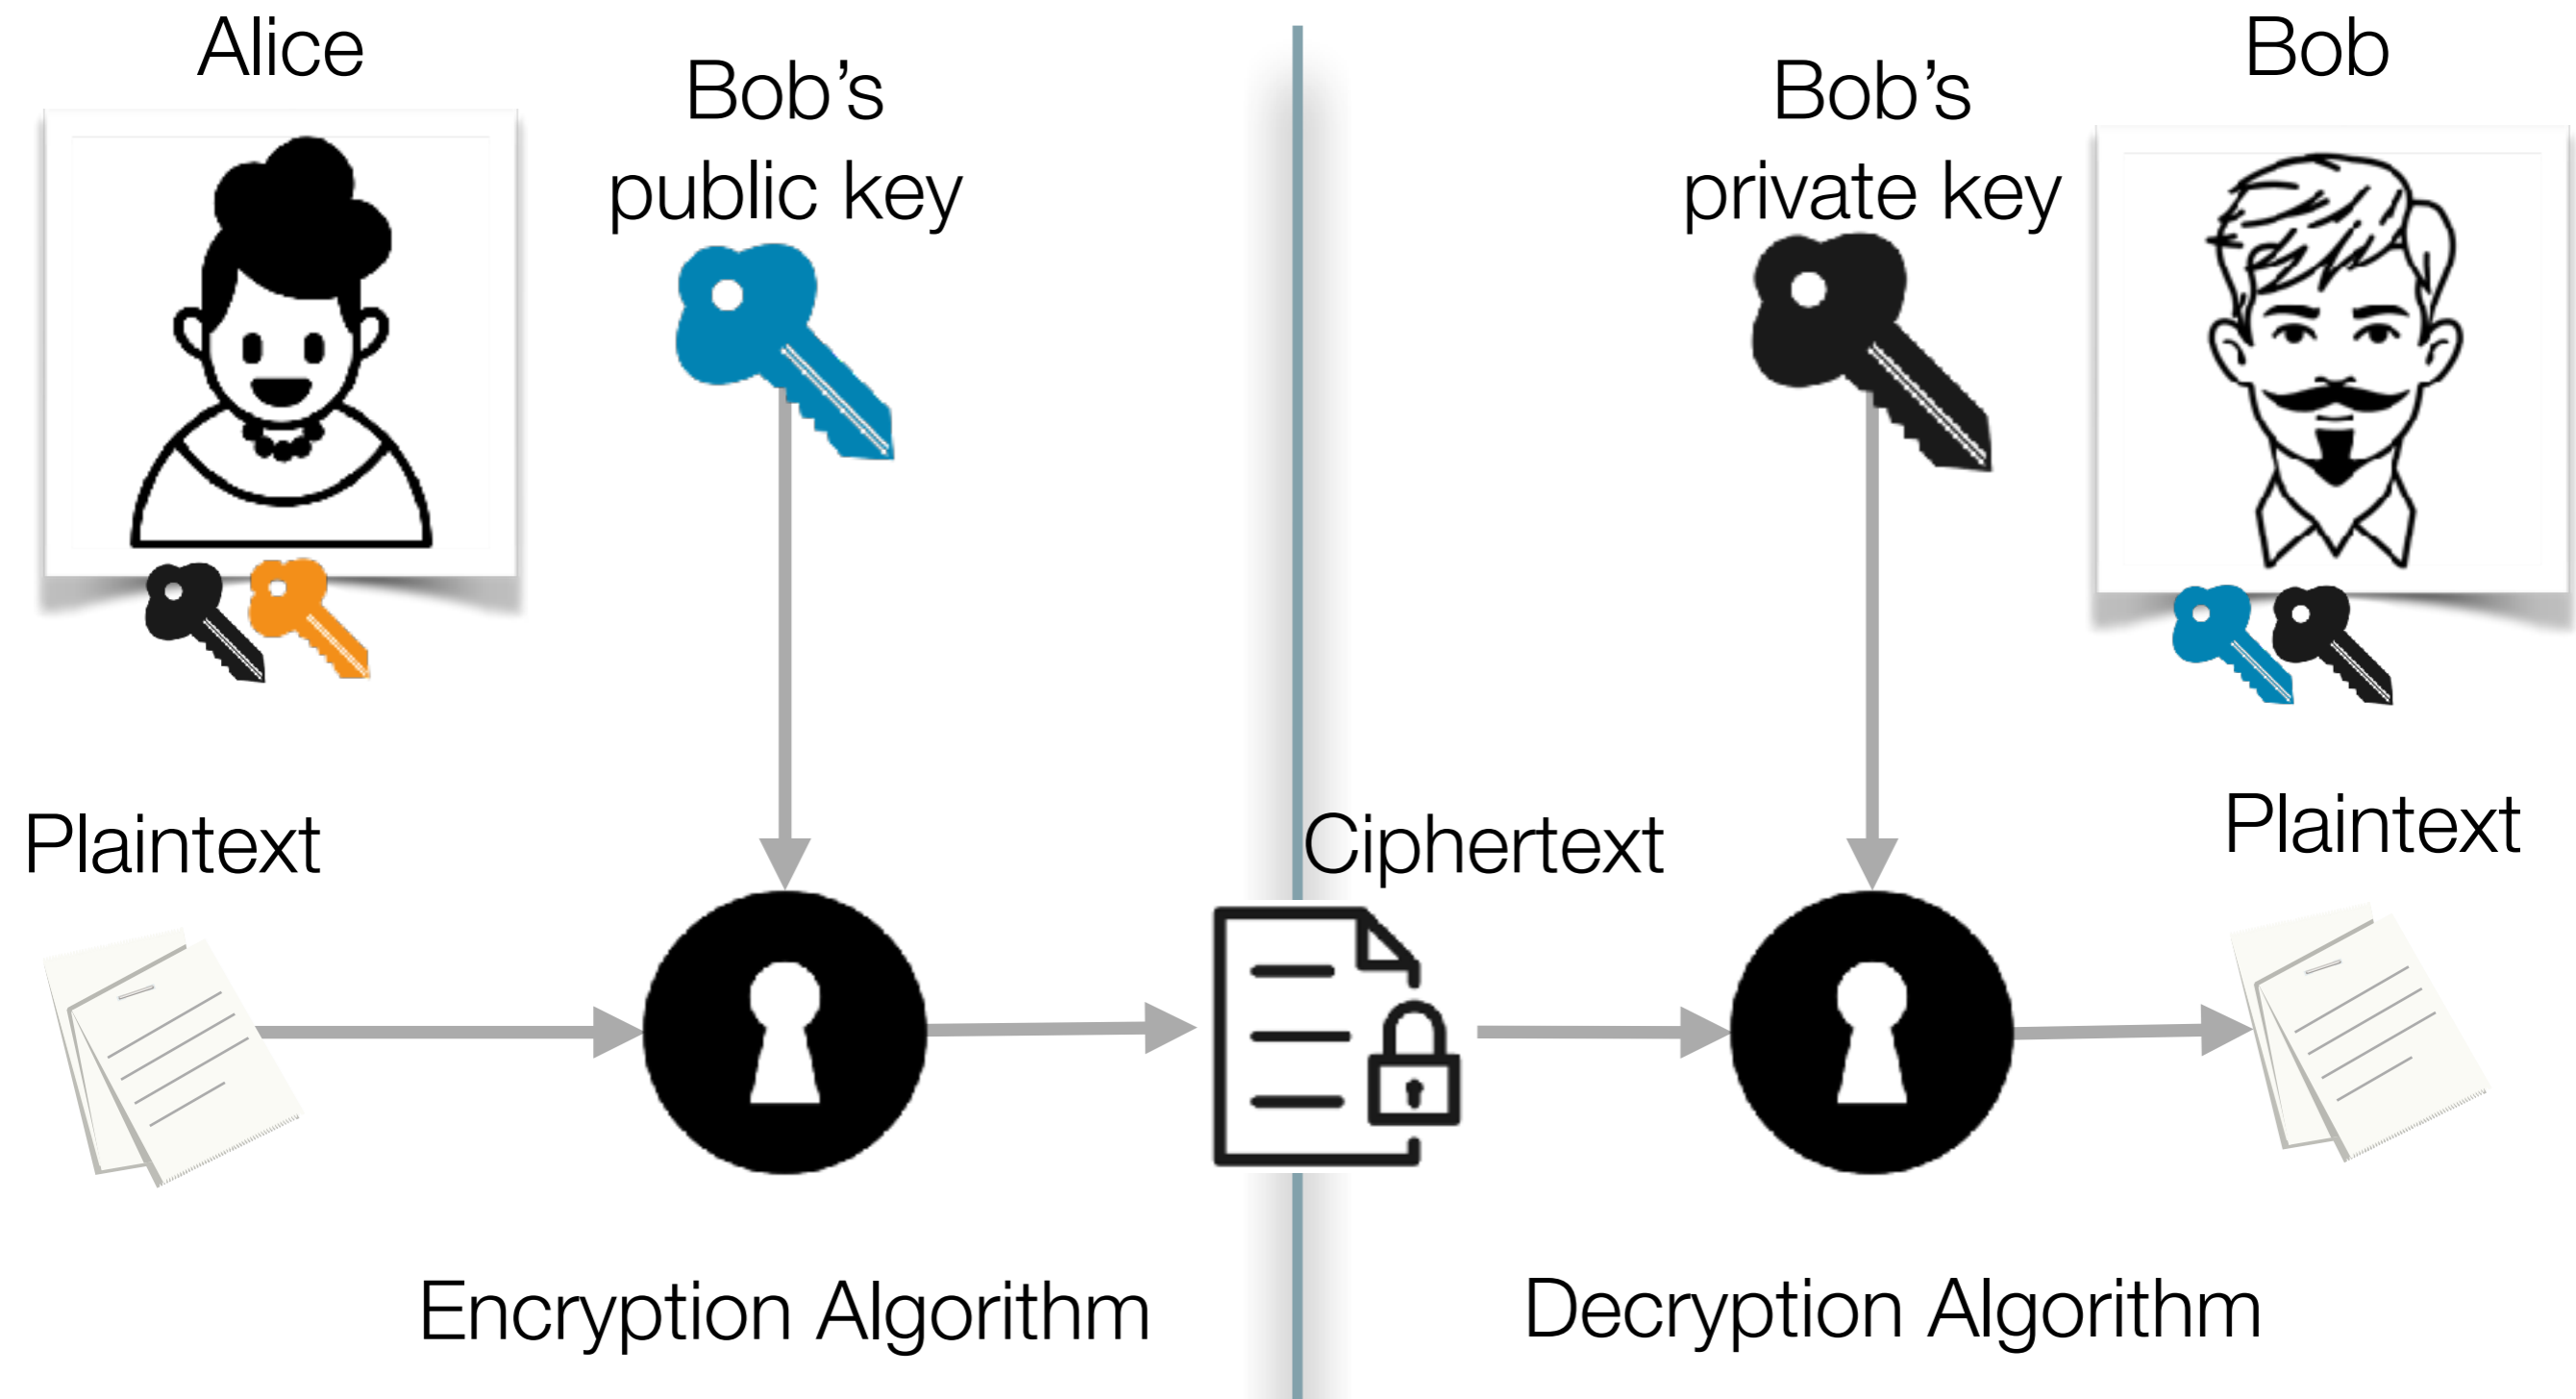 Alice
Bob's
public key
Bob's
private key
Bob
Plaintext
Ciphertext
Plaintext
Encryption Algorithm
Decryption Algorithm